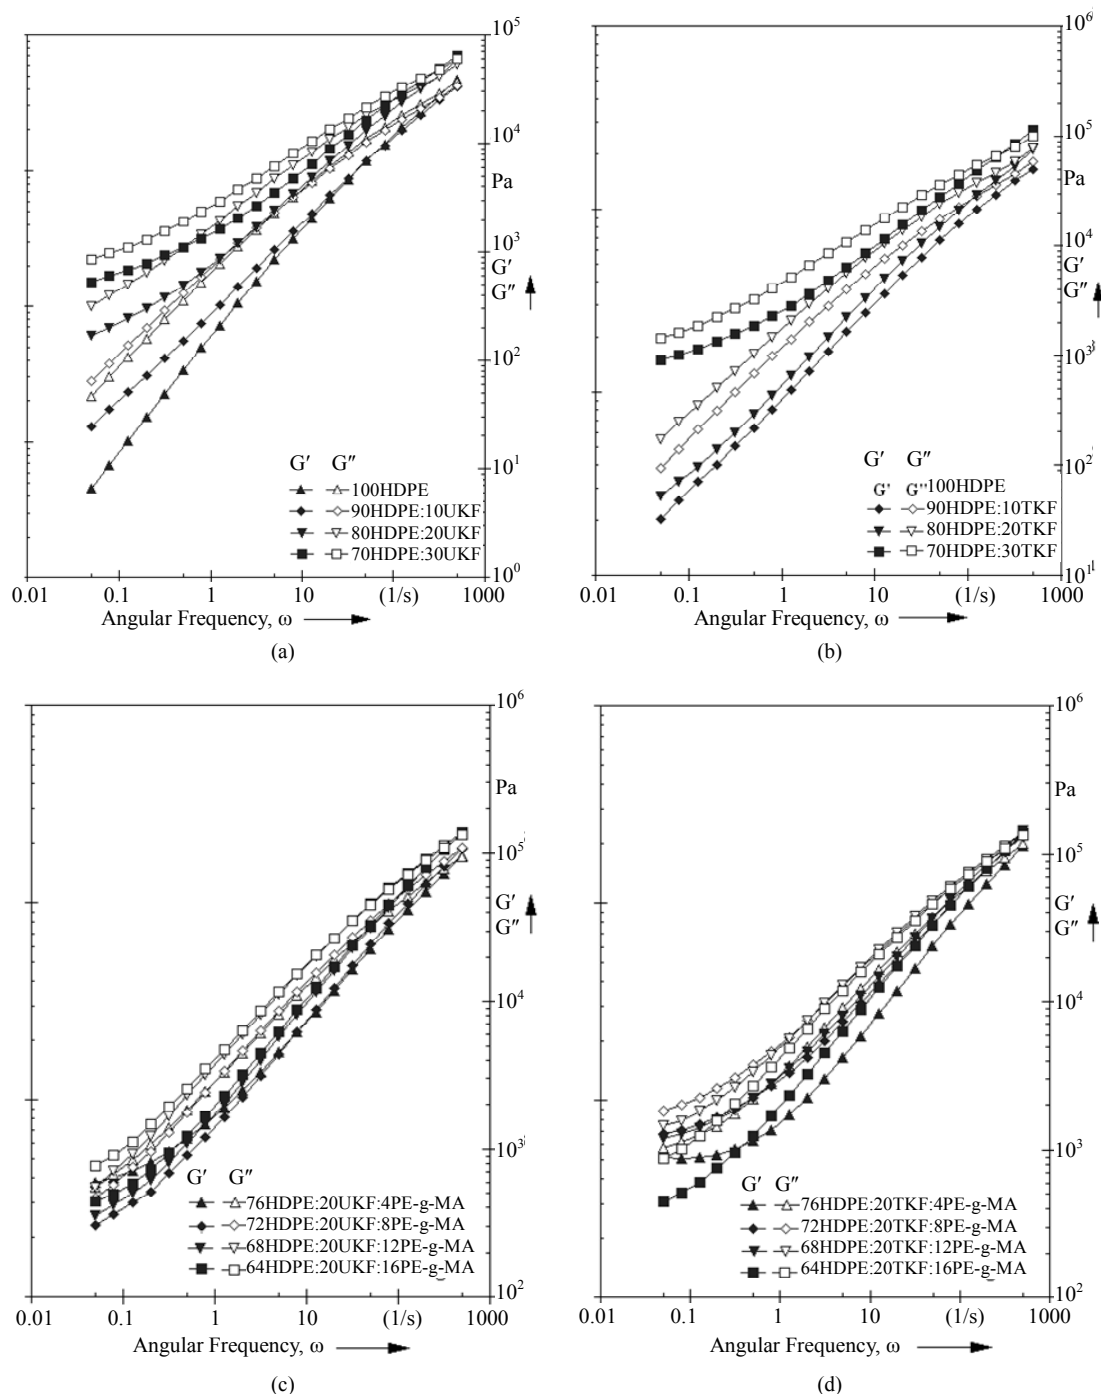 10^5
10^4
Pa
10^3
G′
G″
10^2
10^1
G′ G″
100HDPE
90HDPE:10UKF
80HDPE:20UKF
70HDPE:30UKF
10^0
0.01 0.1 1 10 (1/s) 1000
Angular Frequency, ω
(a)
10^6
10^5
Pa
10^4
G′
G″
10^3
10^2
G′ G″
G' G" 100HDPE
90HDPE:10TKF
80HDPE:20TKF
70HDPE:30TKF
10^1
0.01 0.1 1 10 (1/s) 1000
Angular Frequency, ω
(b)
10^6
Pa
10^5
G′
G″
10^4
10^3
G′ G″
76HDPE:20UKF:4PE-g-MA
72HDPE:20UKF:8PE-g-MA
68HDPE:20UKF:12PE-g-MA
64HDPE:20UKF:16PE-g-MA
10^2
0.01 0.1 1 10 (1/s) 1000
Angular Frequency, ω
(c)
10^6
Pa
10^5
G′
G″
10^4
10^3
G′ G″
76HDPE:20TKF:4PE-g-MA
72HDPE:20TKF:8PE-g-MA
68HDPE:20TKF:12PE-g-MA
64HDPE:20TKF:16PE-g-MA
10^2
0.01 0.1 1 10 (1/s) 1000
Angular Frequency, ω
(d)